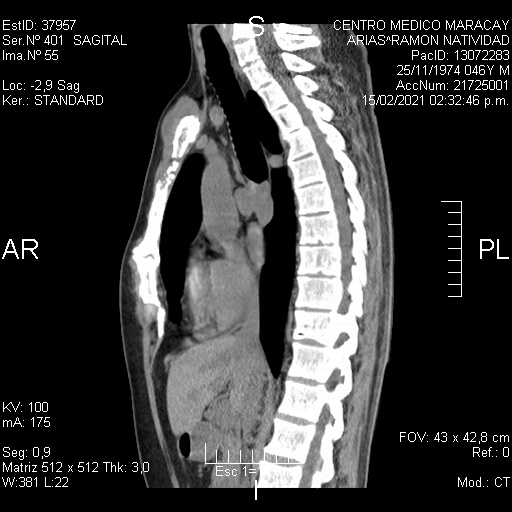 EstID: 37957
Ser.Nº 401 SAGITAL
Ima.Nº 55
Loc: -2,9 Sag
Ker.: STANDARD
S
CENTRO MEDICO MARACAY
ARIAS^RAMON NATIVIDAD
PacID: 13072283
25/11/1974 046Y M
AccNum: 21725001
15/02/2021 02:32:46 p.m.
AR
PL
KV: 100
mA: 175
Seg: 0,9
Matriz 512 x 512 Thk: 3,0
W:381 L:22
Esc 1=1
I
FOV: 43 x 42,8 cm
Ref.: 0
Mod.: CT